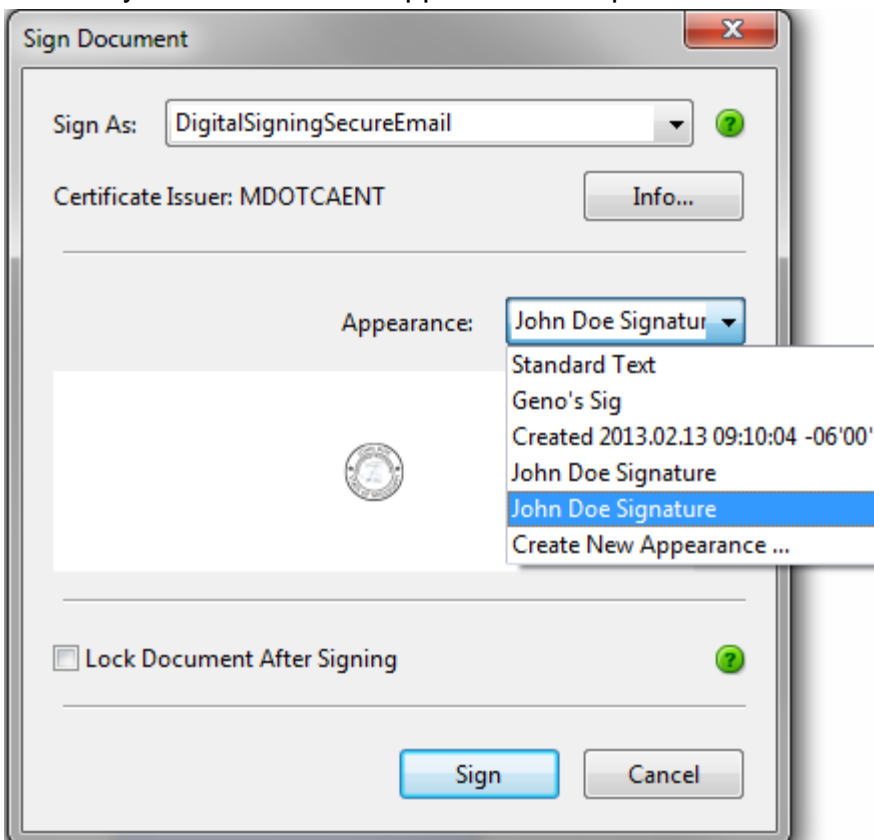 Sign Document
Sign As: DigitalSigningSecureEmail
Certificate Issuer: MDOTCAENT Info...
Appearance: John Doe Signatur
Standard Text
Geno's Sig
Created 2013.02.13 09:10:04 -06'00'
John Doe Signature
John Doe Signature
Create New Appearance ...
Lock Document After Signing
Sign Cancel